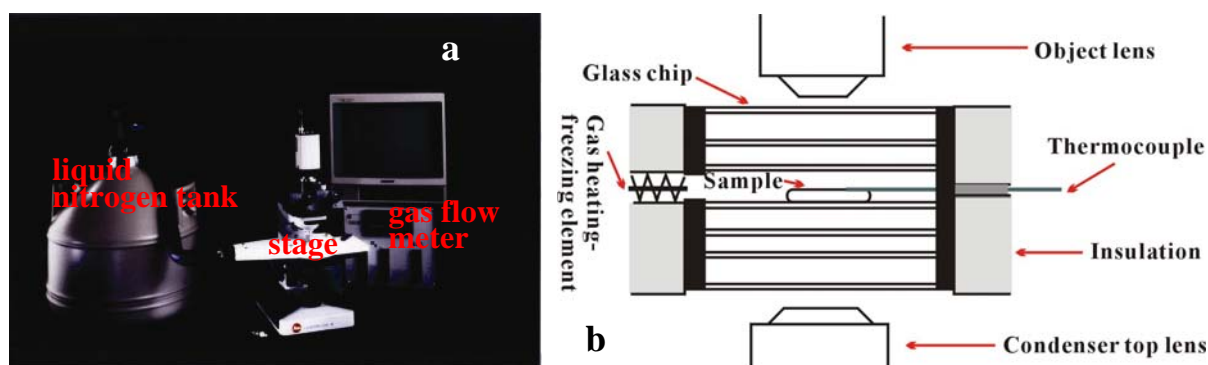 a
liquid
nitrogen tank
gas flow
meter
stage
Object lens
Glass chip
Gas heating-
freezing element
Sample
Thermocouple
Insulation
Condenser top lens
b